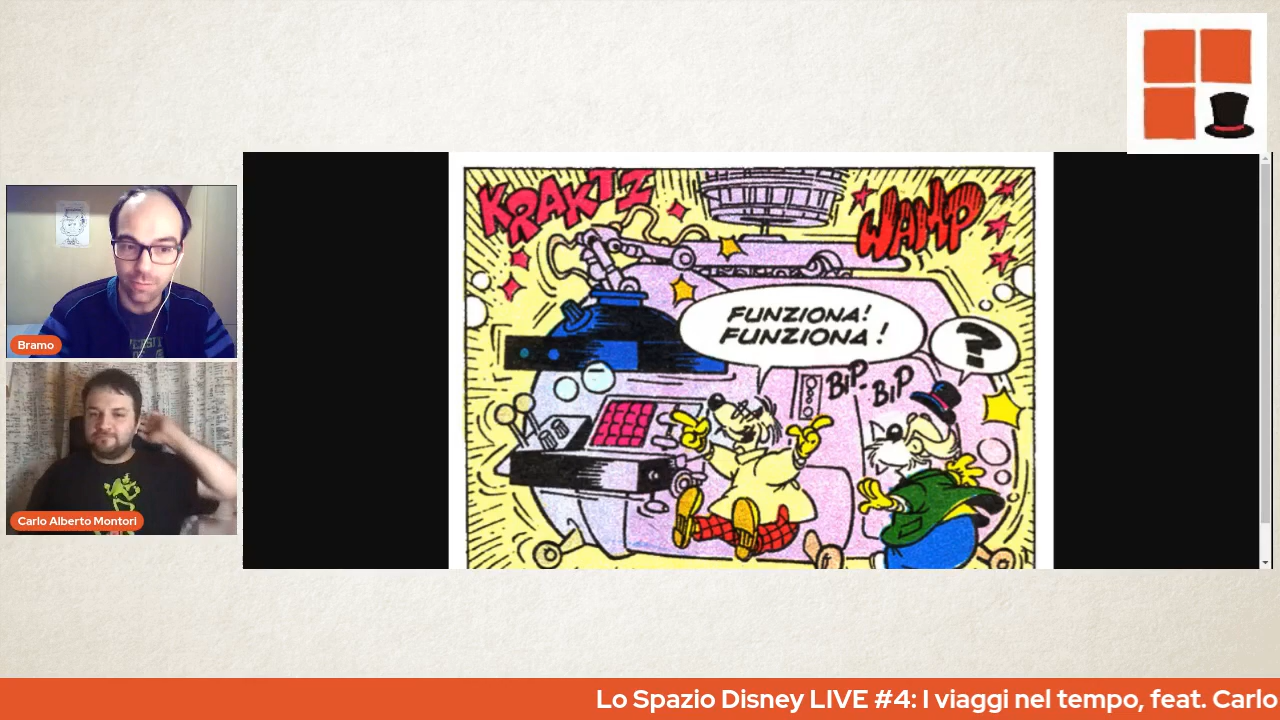 KRAKTZ
WAMP
FUNZIONA!
FUNZIONA!
?
BIP-
BIP
Bramo
Carlo Alberto Montori
Lo Spazio Disney LIVE #4: I viaggi nel tempo, feat. Carlo